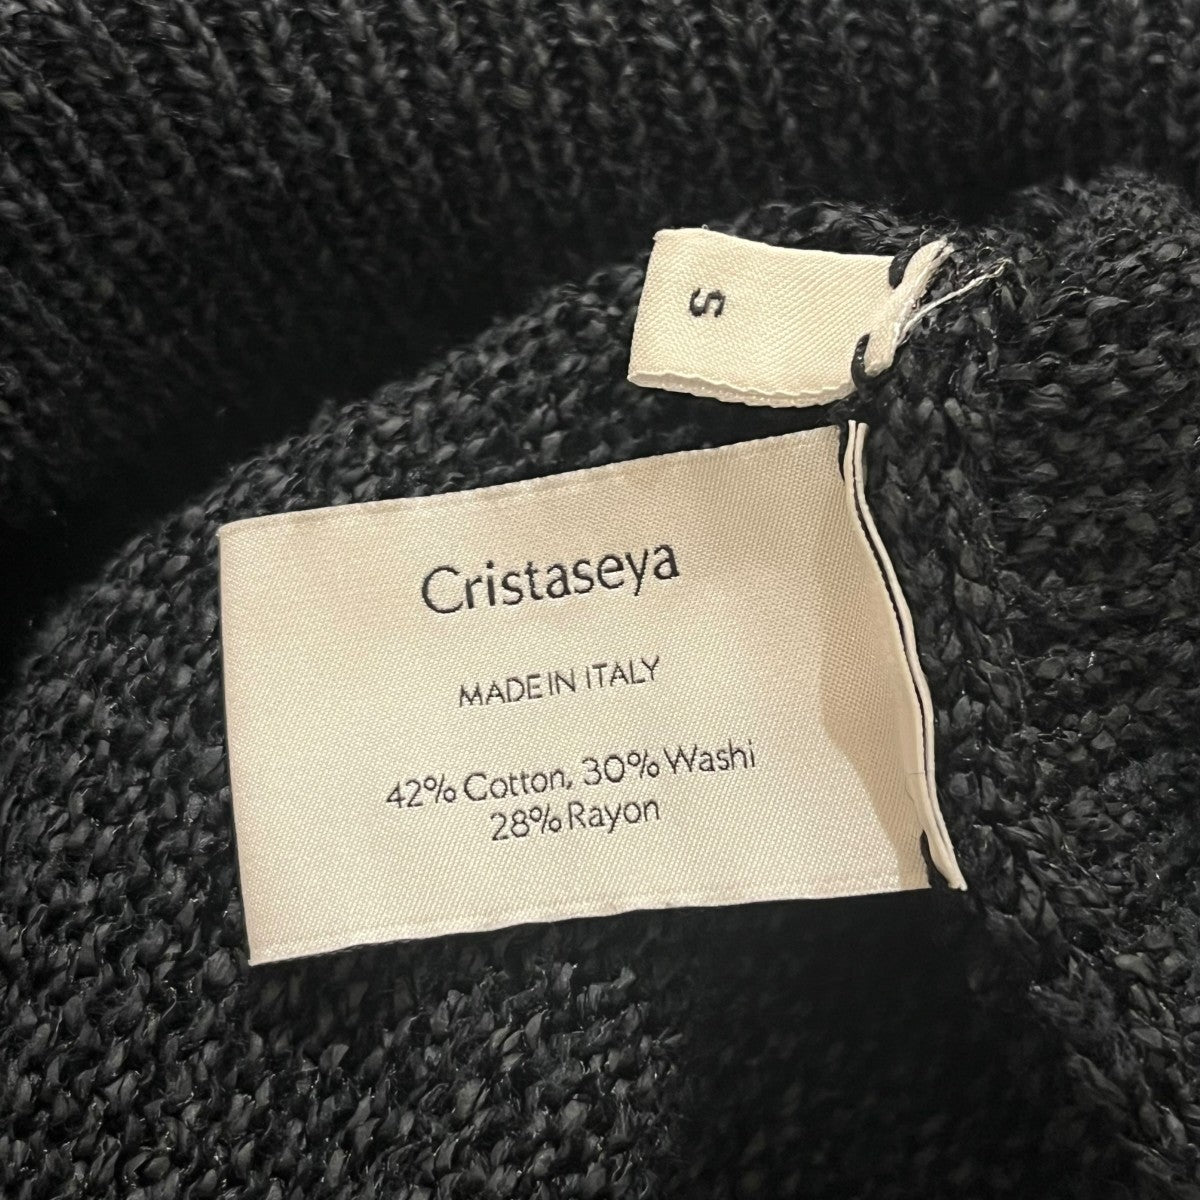 S
Cristaseya
MADE IN ITALY
42% Cotton, 30% Washi
28% Rayon